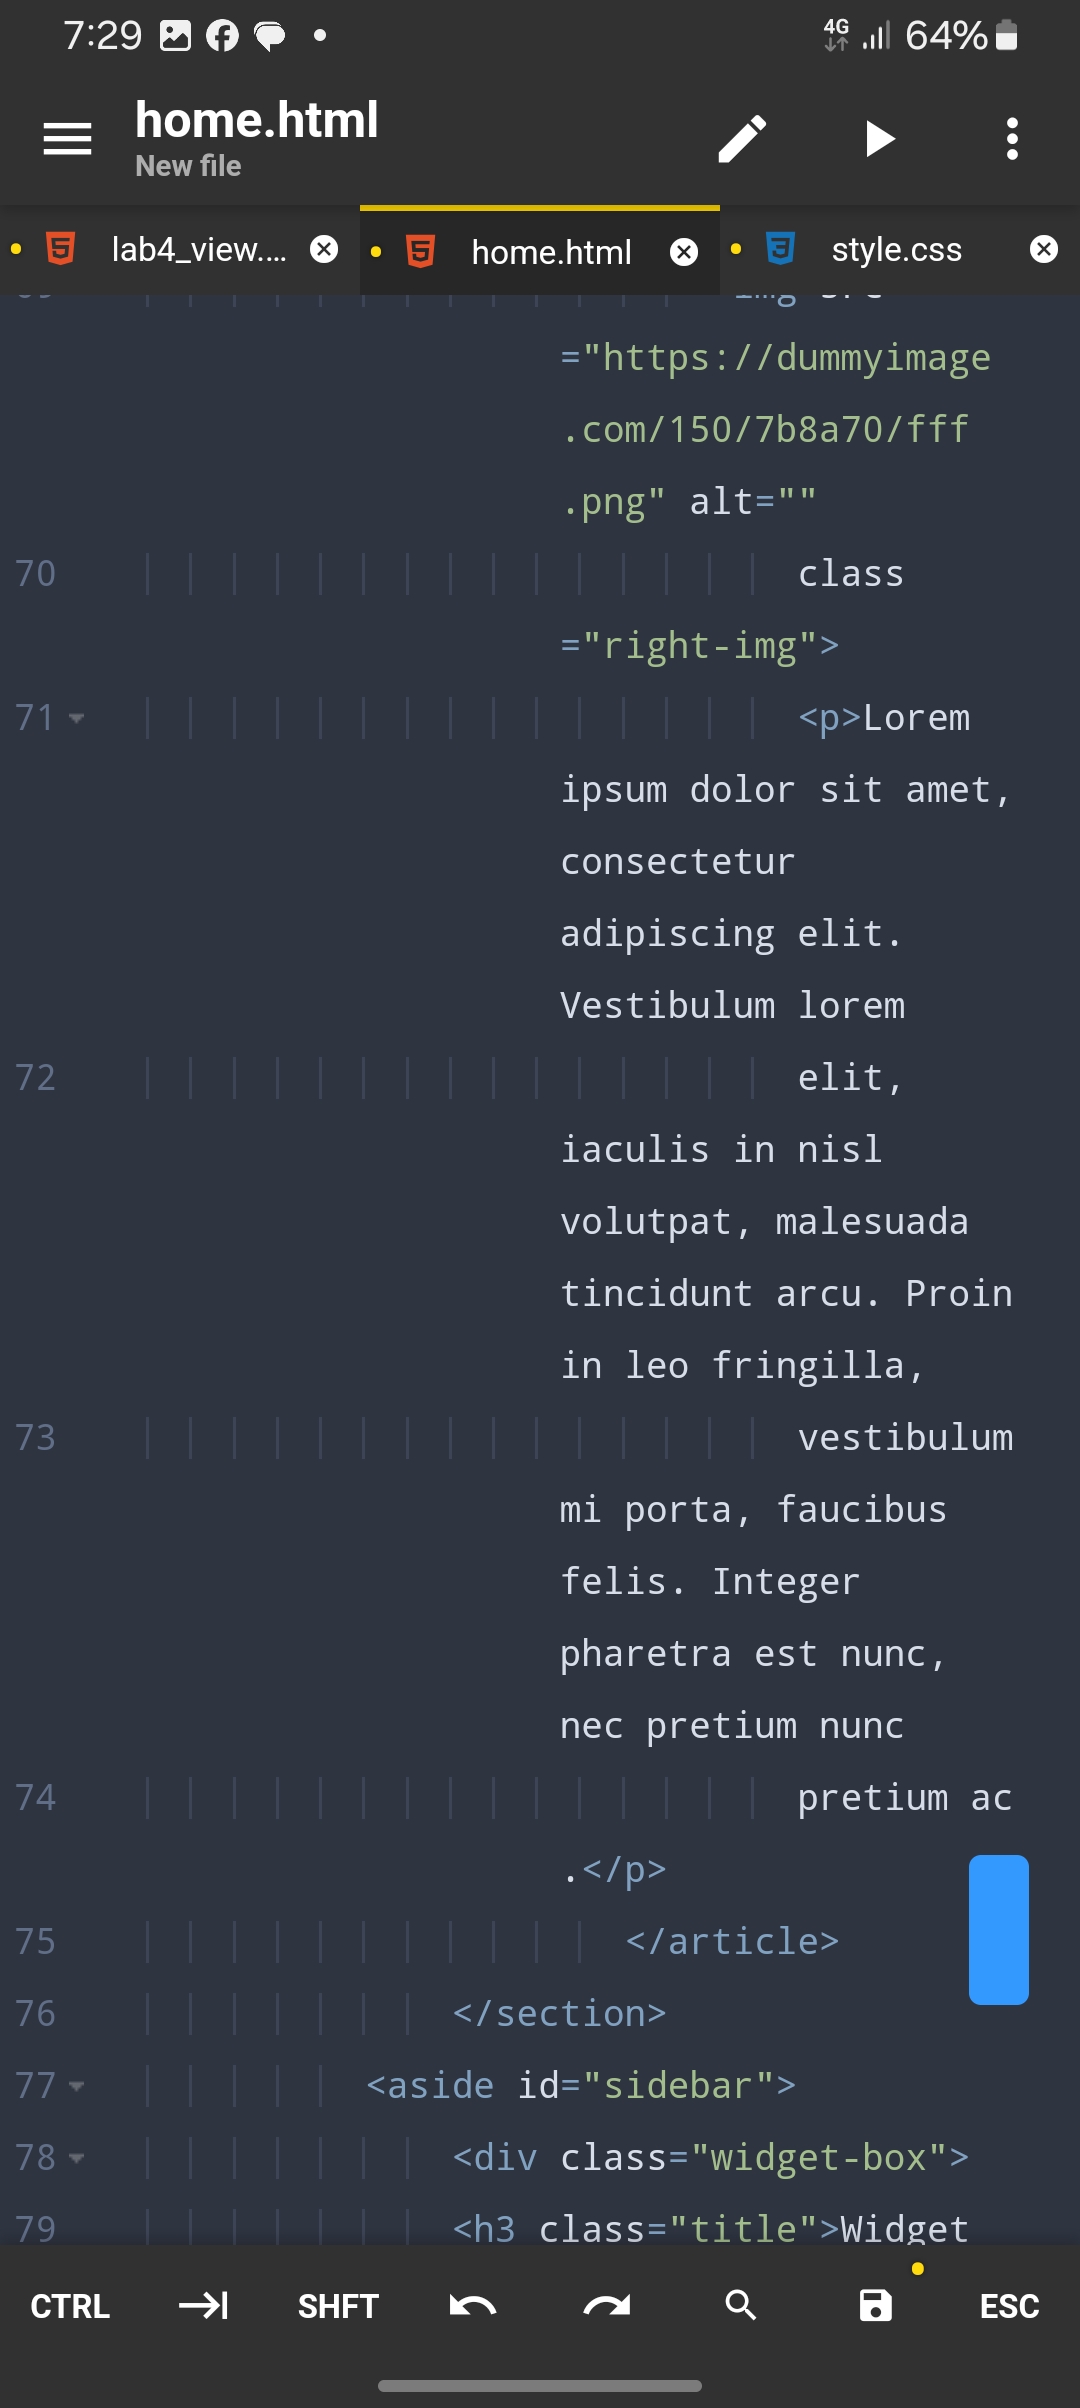 7:29
4G 64%
home.html
New file
lab4_view....
home.html
style.css
69 img src
="https://dummyimage
.com/150/7b8a70/fff
.png" alt=""
70 class
="right-img">
71 <p>Lorem
ipsum dolor sit amet,
consectetur
adipiscing elit.
Vestibulum lorem
72 elit,
iaculis in nisl
volutpat, malesuada
tincidunt arcu. Proin
in leo fringilla,
73 vestibulum
mi porta, faucibus
felis. Integer
pharetra est nunc,
nec pretium nunc
74 pretium ac
.</p>
75 </article>
76 </section>
77 <aside id="sidebar">
78 <div class="widget-box">
79 <h3 class="title">Widget
CTRL SHFT ESC